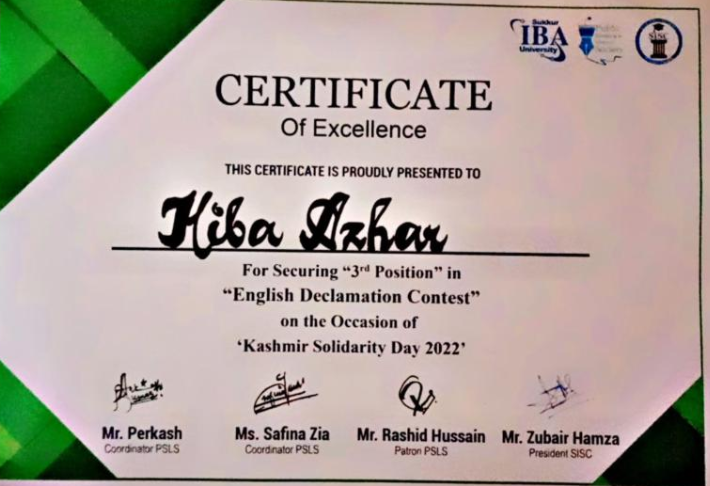 Sukkur
IBA
University
SISC
CERTIFICATE
Of Excellence
THIS CERTIFICATE IS PROUDLY PRESENTED TO
Hiba Azhar
For Securing “3rd Position” in
“English Declamation Contest”
on the Occasion of
‘Kashmir Solidarity Day 2022’
Mr. Perkash
Coordinator PSLS
Ms. Safina Zia
Coordinator PSLS
Mr. Rashid Hussain
Patron PSLS
Mr. Zubair Hamza
President SISC